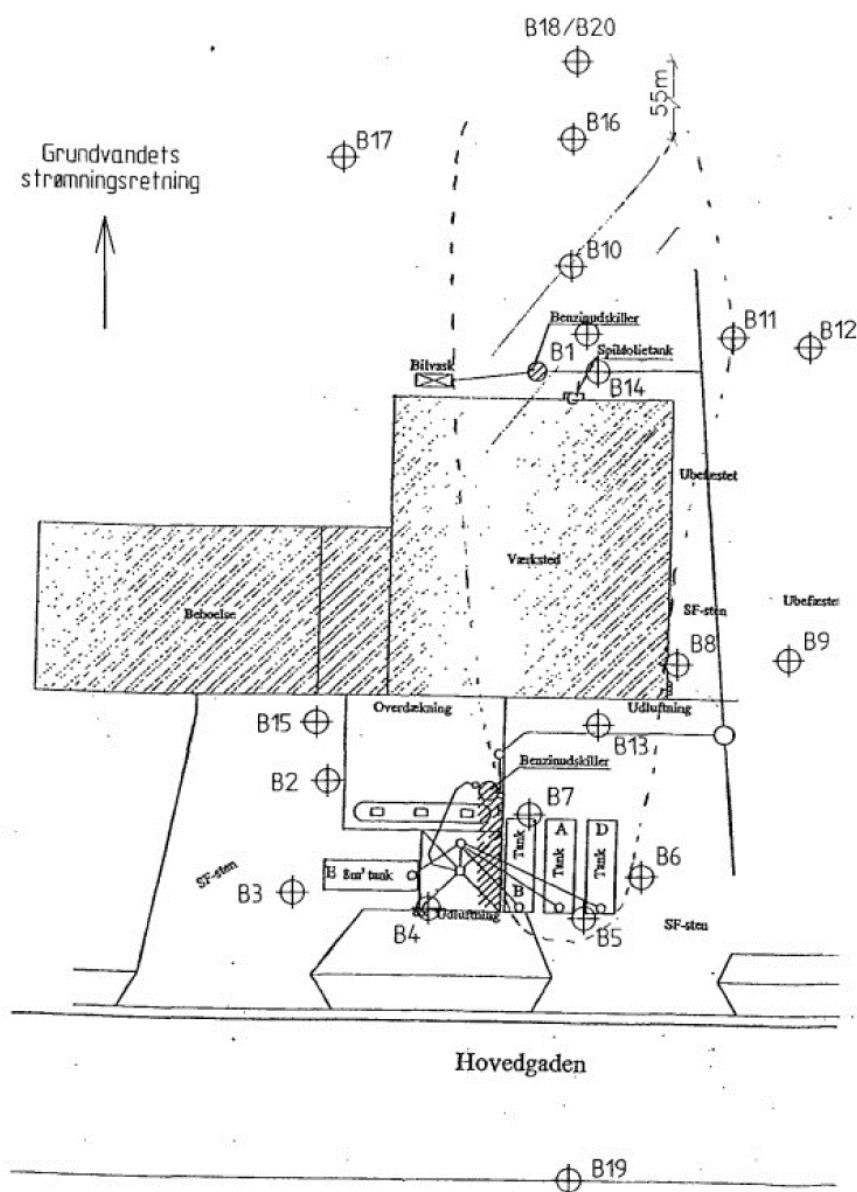 B18/B20
55m
B16
B17
Grundvandets
strømningsretning
B10
Benzinudskiller
B11
B12
B1
Spildolietank
Bilvask
B14
Ubefæstet
Værksted
Beboelse
SF-sten
Ubefæstet
B8
B9
Overdækning
Udluftning
B15
B13
Benzinudskiller
B2
B7
A
D
Tank
Tank
Tank
B
B6
E 8m³ tank
SF-sten
B3
B4
Udluftning
B5
SF-sten
Hovedgaden
B19